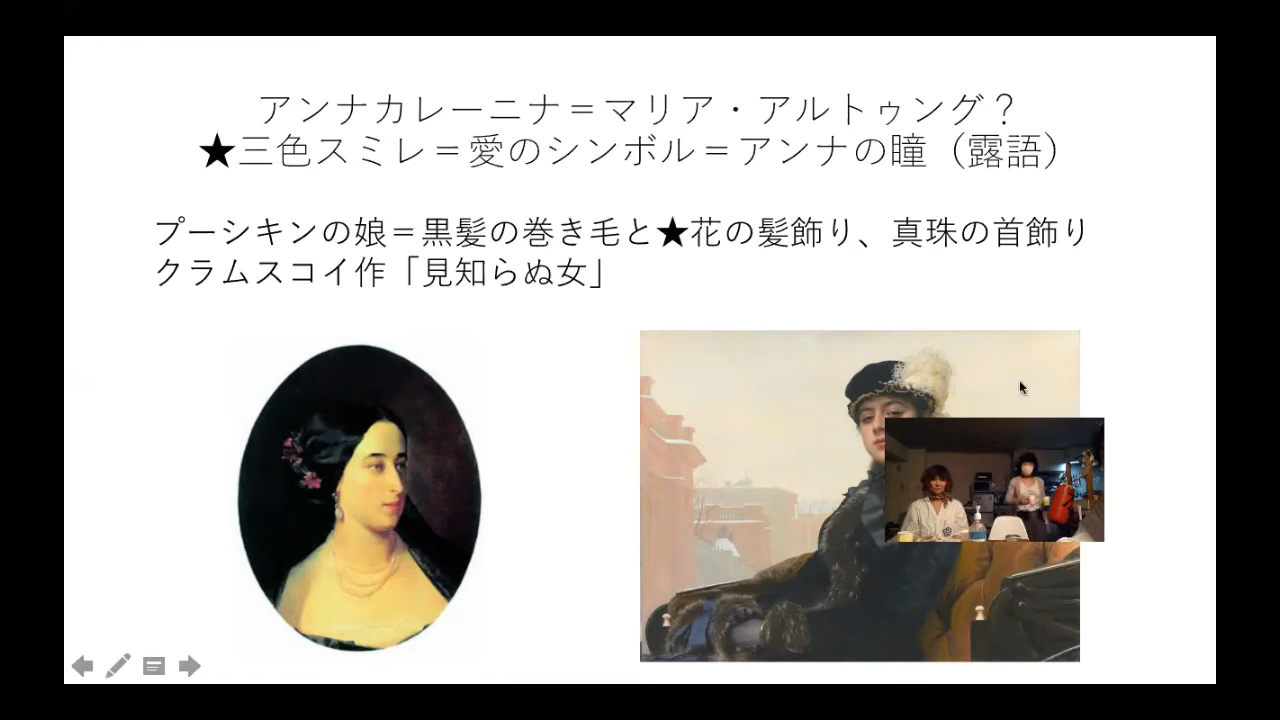 アンナカレーニナ＝マリア・アルトゥング？
★三色スミレ＝愛のシンボル＝アンナの瞳（露語）
プーシキンの娘＝黒髪の巻き毛と★花の髪飾り、真珠の首飾り
クラムスコイ作「見知らぬ女」